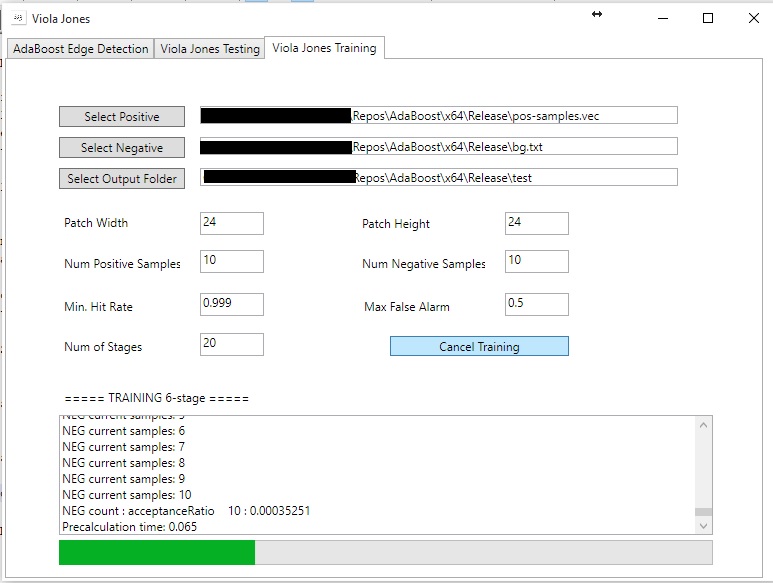 Viola Jones
AdaBoost Edge Detection Viola Jones Testing Viola Jones Training
Select Positive \Repos\AdaBoost\x64\Release\pos-samples.vec
Select Negative Repos\AdaBoost\x64\Release\bg.txt
Select Output Folder Repos\AdaBoost\x64\Release\test
Patch Width 24 Patch Height 24
Num Positive Samples 10 Num Negative Samples 10
Min. Hit Rate 0.999 Max False Alarm 0.5
Num of Stages 20 Cancel Training
===== TRAINING 6-stage =====
NEG current samples: 5
NEG current samples: 6
NEG current samples: 7
NEG current samples: 8
NEG current samples: 9
NEG current samples: 10
NEG count : acceptanceRatio 10 : 0.00035251
Precalculation time: 0.065